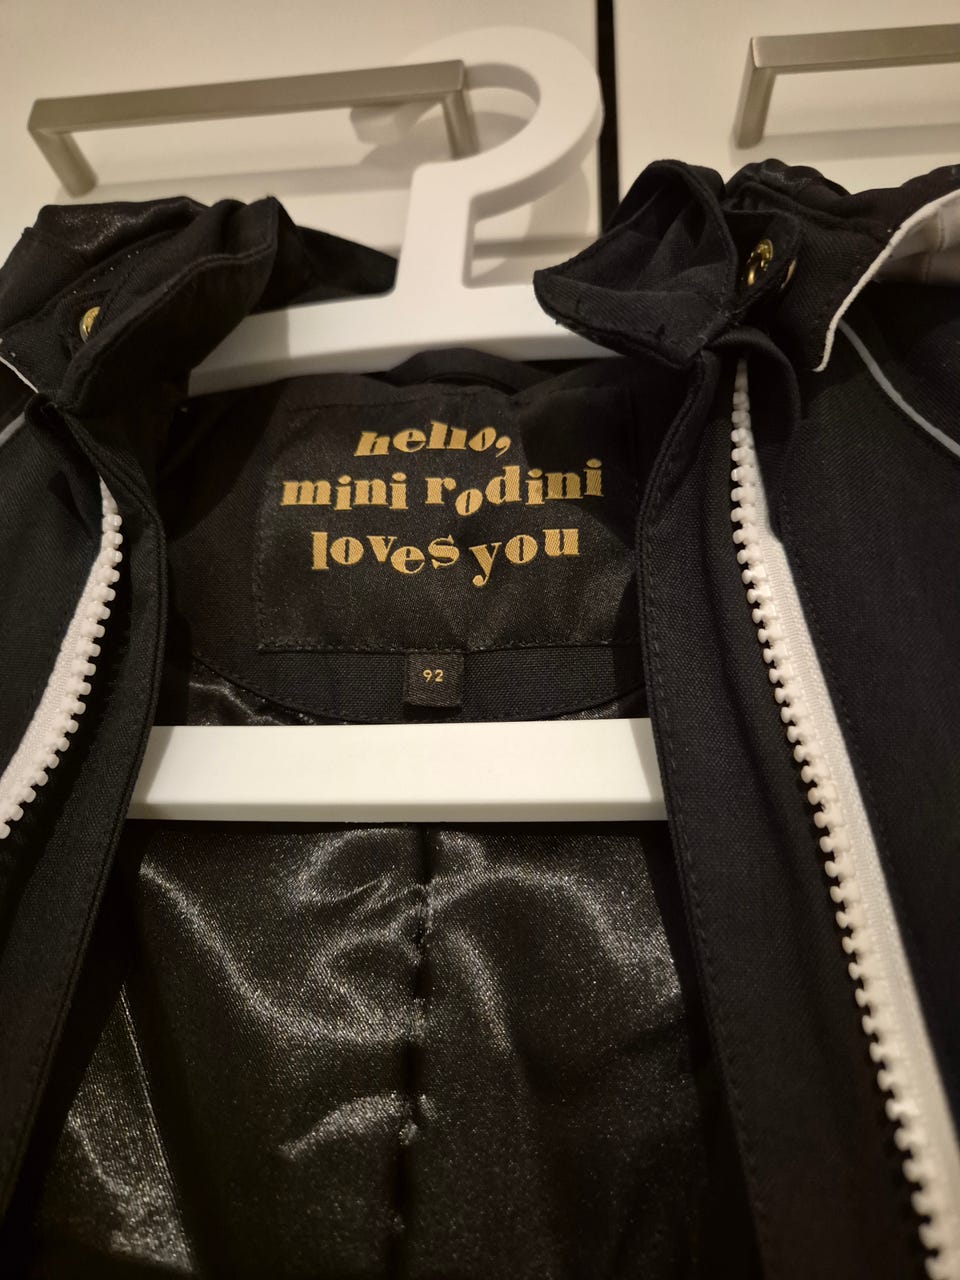 hello,
mini rodini
loves you
92